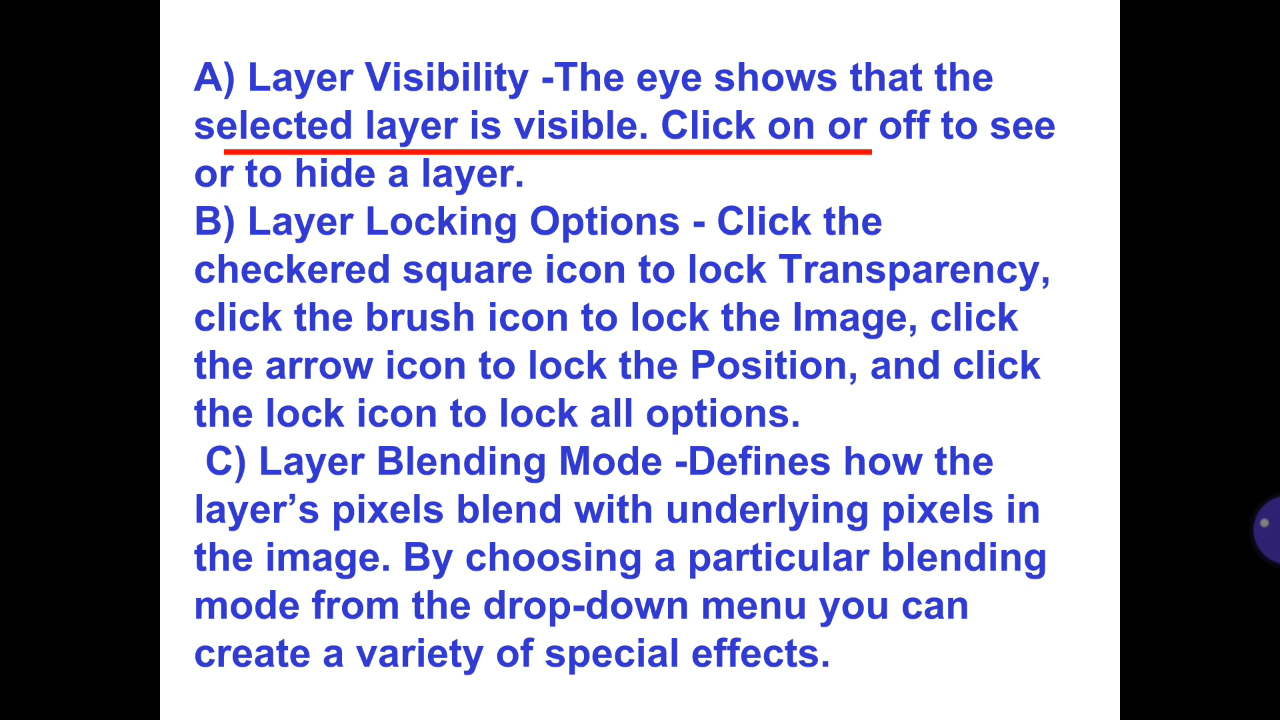 A) Layer Visibility -The eye shows that the
selected layer is visible. Click on or off to see
or to hide a layer.
B) Layer Locking Options - Click the
checkered square icon to lock Transparency,
click the brush icon to lock the Image, click
the arrow icon to lock the Position, and click
the lock icon to lock all options.
C) Layer Blending Mode -Defines how the
layer’s pixels blend with underlying pixels in
the image. By choosing a particular blending
mode from the drop-down menu you can
create a variety of special effects.